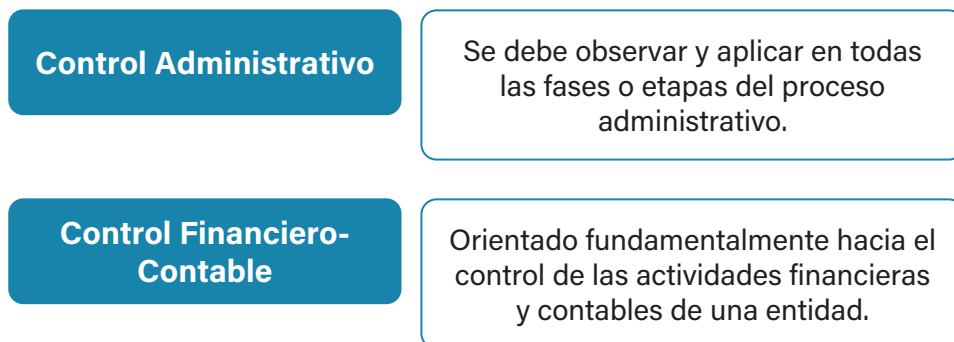 Control Administrativo
Se debe observar y aplicar en todas
las fases o etapas del proceso
administrativo.
Control Financiero-
Contable
Orientado fundamentalmente hacia el
control de las actividades financieras
y contables de una entidad.